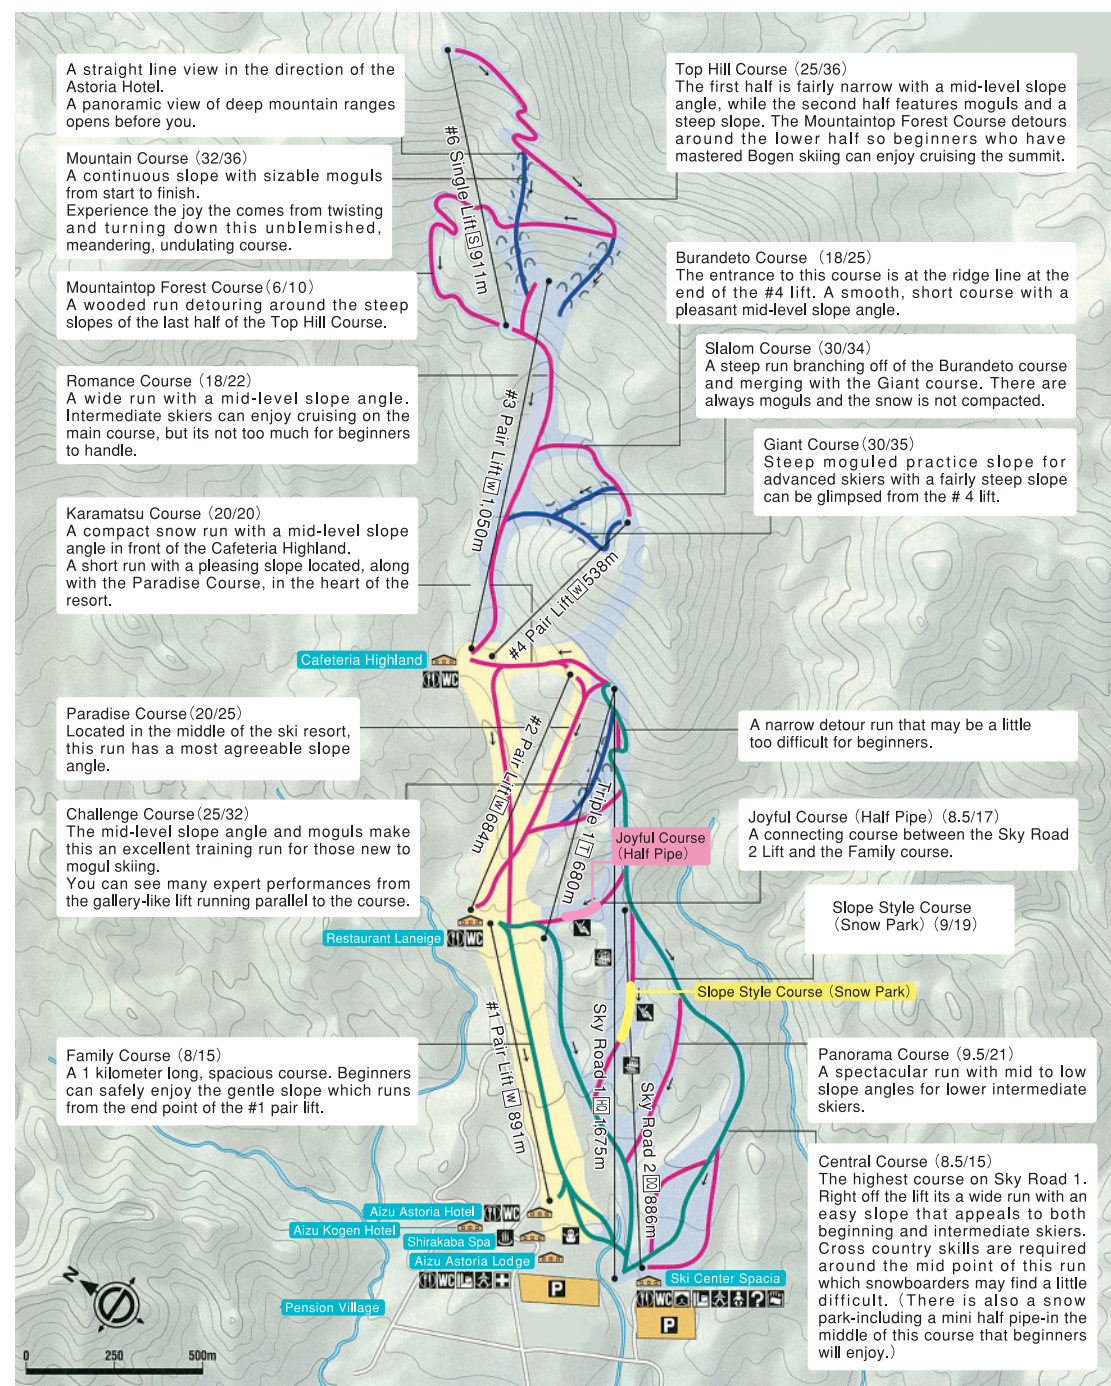 A straight line view in the direction of the
Astoria Hotel.
A panoramic view of deep mountain ranges
opens before you.
Mountain Course (32/36)
A continuous slope with sizable moguls
from start to finish.
Experience the joy the comes from twisting
and turning down this unblemished,
meandering, undulating course.
Mountaintop Forest Course (6/10)
A wooded run detouring around the steep
slopes of the last half of the Top Hill Course.
Romance Course (18/22)
A wide run with a mid-level slope angle.
Intermediate skiers can enjoy cruising on the
main course, but its not too much for beginners
to handle.
Karamatsu Course (20/20)
A compact snow run with a mid-level slope
angle in front of the Cafeteria Highland.
A short run with a pleasing slope located, along
with the Paradise Course, in the heart of the
resort.
Paradise Course (20/25)
Located in the middle of the ski resort,
this run has a most agreeable slope
angle.
Challenge Course (25/32)
The mid-level slope angle and moguls make
this an excellent training run for those new to
mogul skiing.
You can see many expert performances from
the gallery-like lift running parallel to the course.
Family Course (8/15)
A 1 kilometer long, spacious course. Beginners
can safely enjoy the gentle slope which runs
from the end point of the #1 pair lift.
Top Hill Course (25/36)
The first half is fairly narrow with a mid-level slope
angle, while the second half features moguls and a
steep slope. The Mountaintop Forest Course detours
around the lower half so beginners who have
mastered Bogen skiing can enjoy cruising the summit.
Burandeto Course (18/25)
The entrance to this course is at the ridge line at the
end of the #4 lift. A smooth, short course with a
pleasant mid-level slope angle.
Slalom Course (30/34)
A steep run branching off of the Burandeto course
and merging with the Giant course. There are
always moguls and the snow is not compacted.
Giant Course (30/35)
Steep moguled practice slope for
advanced skiers with a fairly steep slope
can be glimpsed from the # 4 lift.
A narrow detour run that may be a little
too difficult for beginners.
Joyful Course (Half Pipe) (8.5/17)
A connecting course between the Sky Road
2 Lift and the Family course.
Slope Style Course
(Snow Park) (9/19)
Slope Style Course (Snow Park)
Panorama Course (9.5/21)
A spectacular run with mid to low
slope angles for lower intermediate
skiers.
Central Course (8.5/15)
The highest course on Sky Road 1.
Right off the lift its a wide run with an
easy slope that appeals to both
beginning and intermediate skiers.
Cross country skills are required
around the mid point of this run
which snowboarders may find a little
difficult. (There is also a snow
park-including a mini half pipe-in the
middle of this course that beginners
will enjoy.)
#6 Single Lift S 911m
#3 Pair Lift W 1,050m
#4 Pair Lift W 538m
#2 Pair Lift W 684m
Triple 1 T 680m
Joyful Course
(Half Pipe)
#1 Pair Lift W 891m
Sky Road 1 HQ 1,675m
Sky Road 2 DQ 886m
Cafeteria Highland
WC
Restaurant Laneige
WC
Aizu Astoria Hotel
WC
Aizu Kogen Hotel
Shirakaba Spa
Aizu Astoria Lodge
WC
Pension Village
P
Ski Center Spacia
WC
?
P
N
0 250 500m